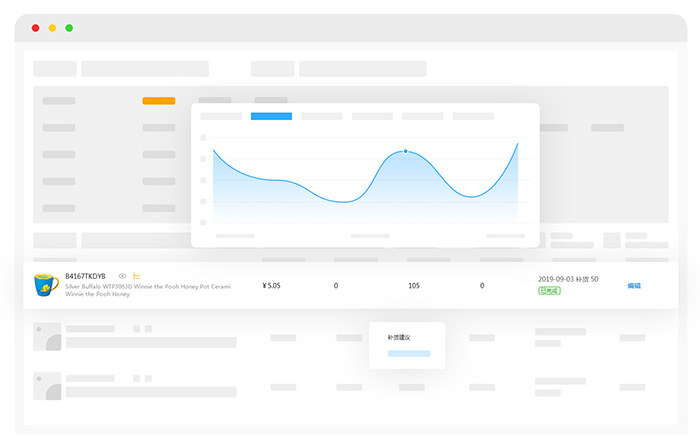 B4167TKDYB
Silver Buffalo WTP3063D Winnie the Pooh Honey Pot Cerami
Winnie the Pooh Honey
¥ 5.05
0
105
0
2019-09-03 补货 50
已完成
编辑
补货建议